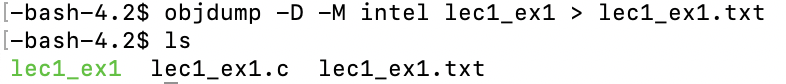 [-bash-4.2$ objdump -D -M intel lec1_ex1 > lec1_ex1.txt
[-bash-4.2$ ls
lec1_ex1  lec1_ex1.c  lec1_ex1.txt